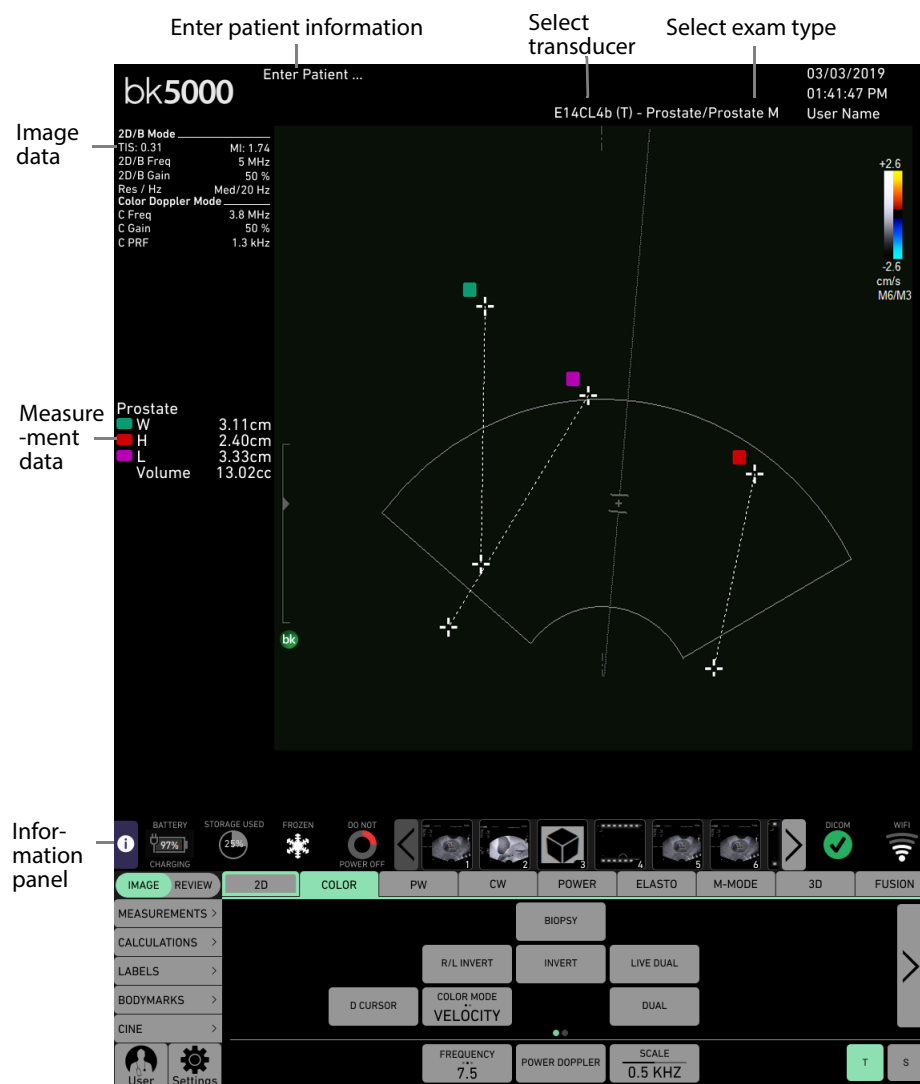 Enter patient information
Select transducer
Select exam type
bk5000
Enter Patient ...
03/03/2019
01:41:47 PM
E14CL4b (T) - Prostate/Prostate M
User Name
Image data
2D/B Mode
TIS: 0.31 MI: 1.74
2D/B Freq 5 MHz
2D/B Gain 50 %
Res / Hz Med/20 Hz
Color Doppler Mode
C Freq 3.8 MHz
C Gain 50 %
C PRF 1.3 kHz
+2.6
-2.6
cm/s
M6/M3
Measure
-ment
data
Prostate
W 3.11cm
H 2.40cm
L 3.33cm
Volume 13.02cc
bk
Infor-
mation
panel
i
BATTERY
97%
CHARGING
STORAGE USED
25%
FROZEN
DO NOT
POWER OFF
1
2
3
4
5
6
DICOM
WIFI
IMAGE REVIEW
2D COLOR PW CW POWER ELASTO M-MODE 3D FUSION
MEASUREMENTS >
CALCULATIONS >
LABELS >
BODYMARKS >
CINE >
BIOPSY
R/L INVERT INVERT LIVE DUAL
D CURSOR
COLOR MODE
VELOCITY
DUAL
User
Settings
FREQUENCY
7.5
POWER DOPPLER
SCALE
0.5 KHZ
T S